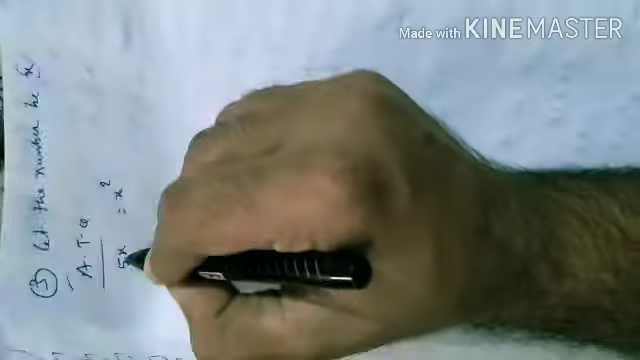 Made with KINEMASTER
③ Let the number be x
A.T.Q
5x = x²